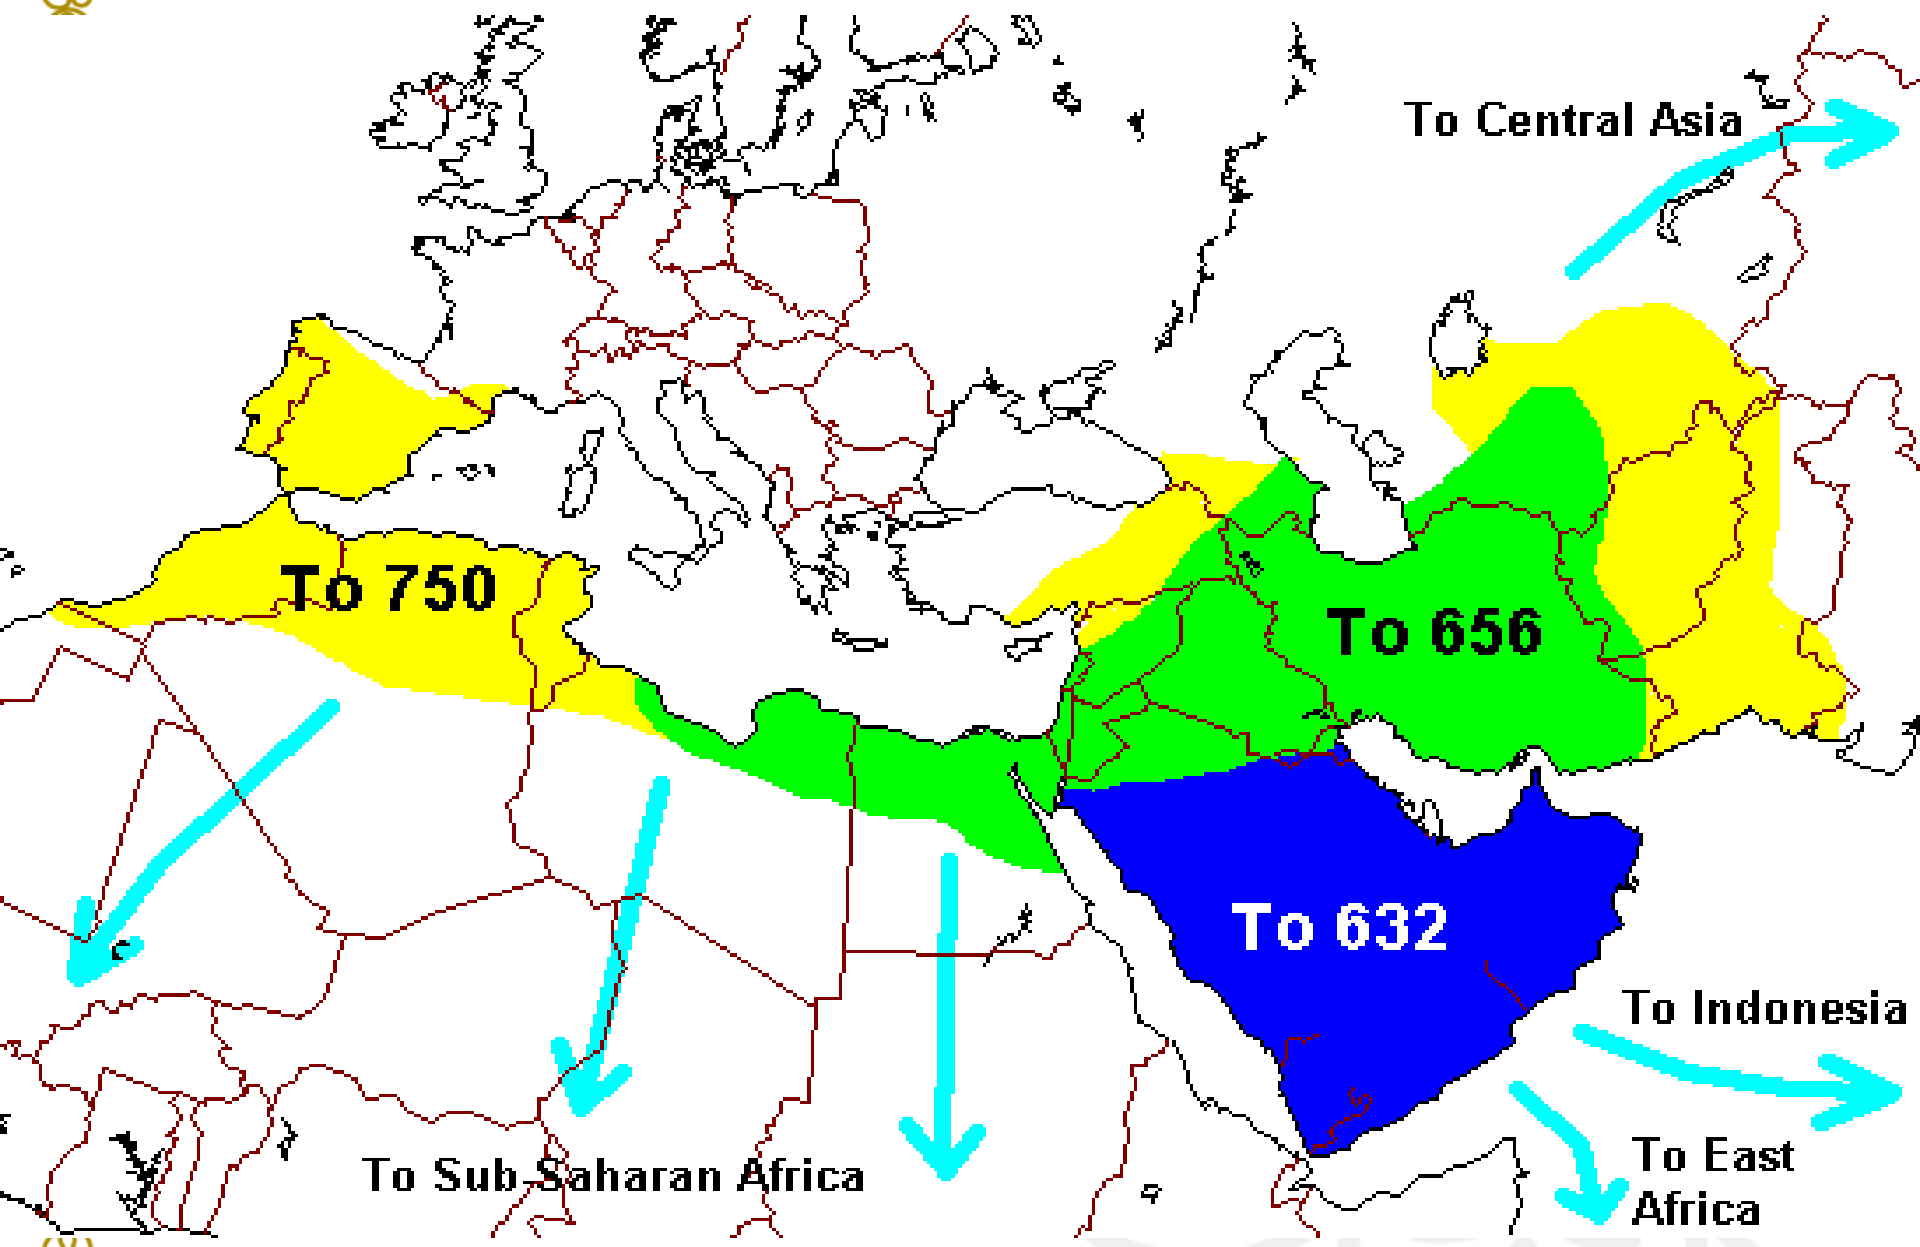 To Central Asia
To 750
To 656
To 632
To Indonesia
To Sub-Saharan Africa
To East
Africa